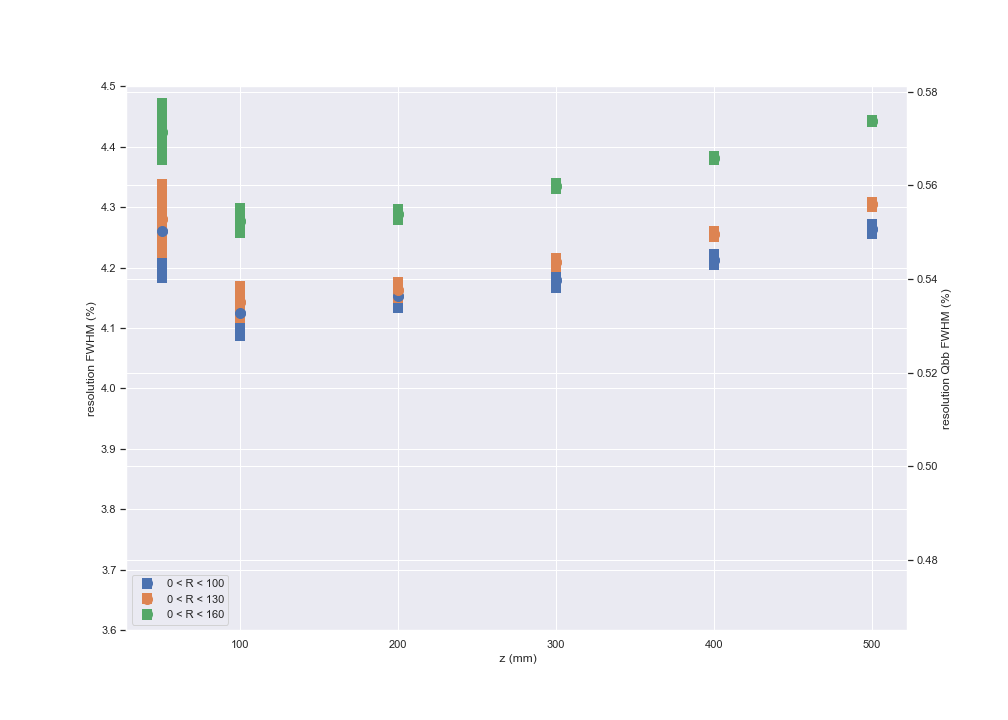 4.5
4.4
4.3
4.2
4.1
4.0
3.9
3.8
3.7
3.6
resolution FWHM (%)
0.58
0.56
0.54
0.52
0.50
0.48
resolution Qbb FWHM (%)
0 < R < 100
0 < R < 130
0 < R < 160
100 200 300 400 500
z (mm)